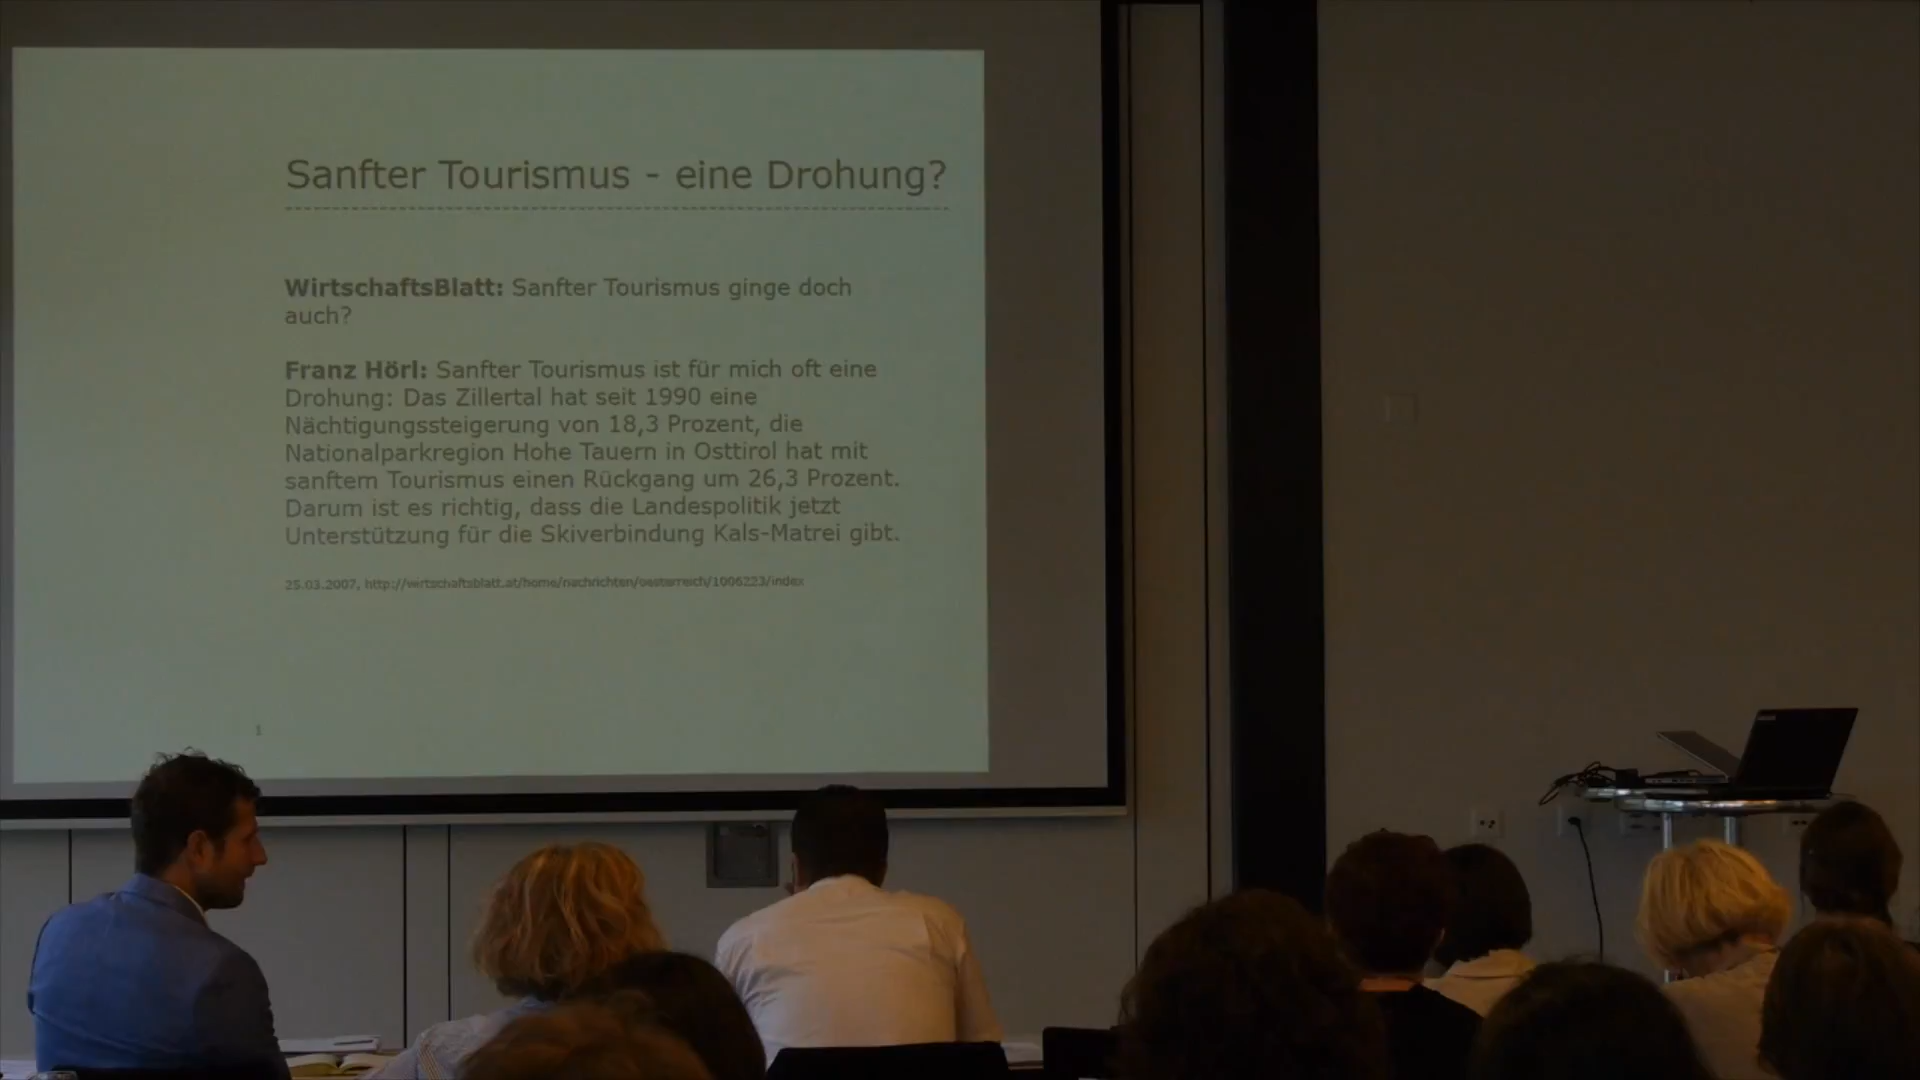 Sanfter Tourismus - eine Drohung?
WirtschaftsBlatt: Sanfter Tourismus ginge doch
auch?
Franz Hörl: Sanfter Tourismus ist für mich oft eine
Drohung: Das Zillertal hat seit 1990 eine
Nächtigungssteigerung von 18,3 Prozent, die
Nationalparkregion Hohe Tauern in Osttirol hat mit
sanftem Tourismus einen Rückgang um 26,3 Prozent.
Darum ist es richtig, dass die Landespolitik jetzt
Unterstützung für die Skiverbindung Kals-Matrei gibt.
25.03.2007, http://wirtschaftsblatt.at/home/nachrichten/oesterreich/1006223/index
1